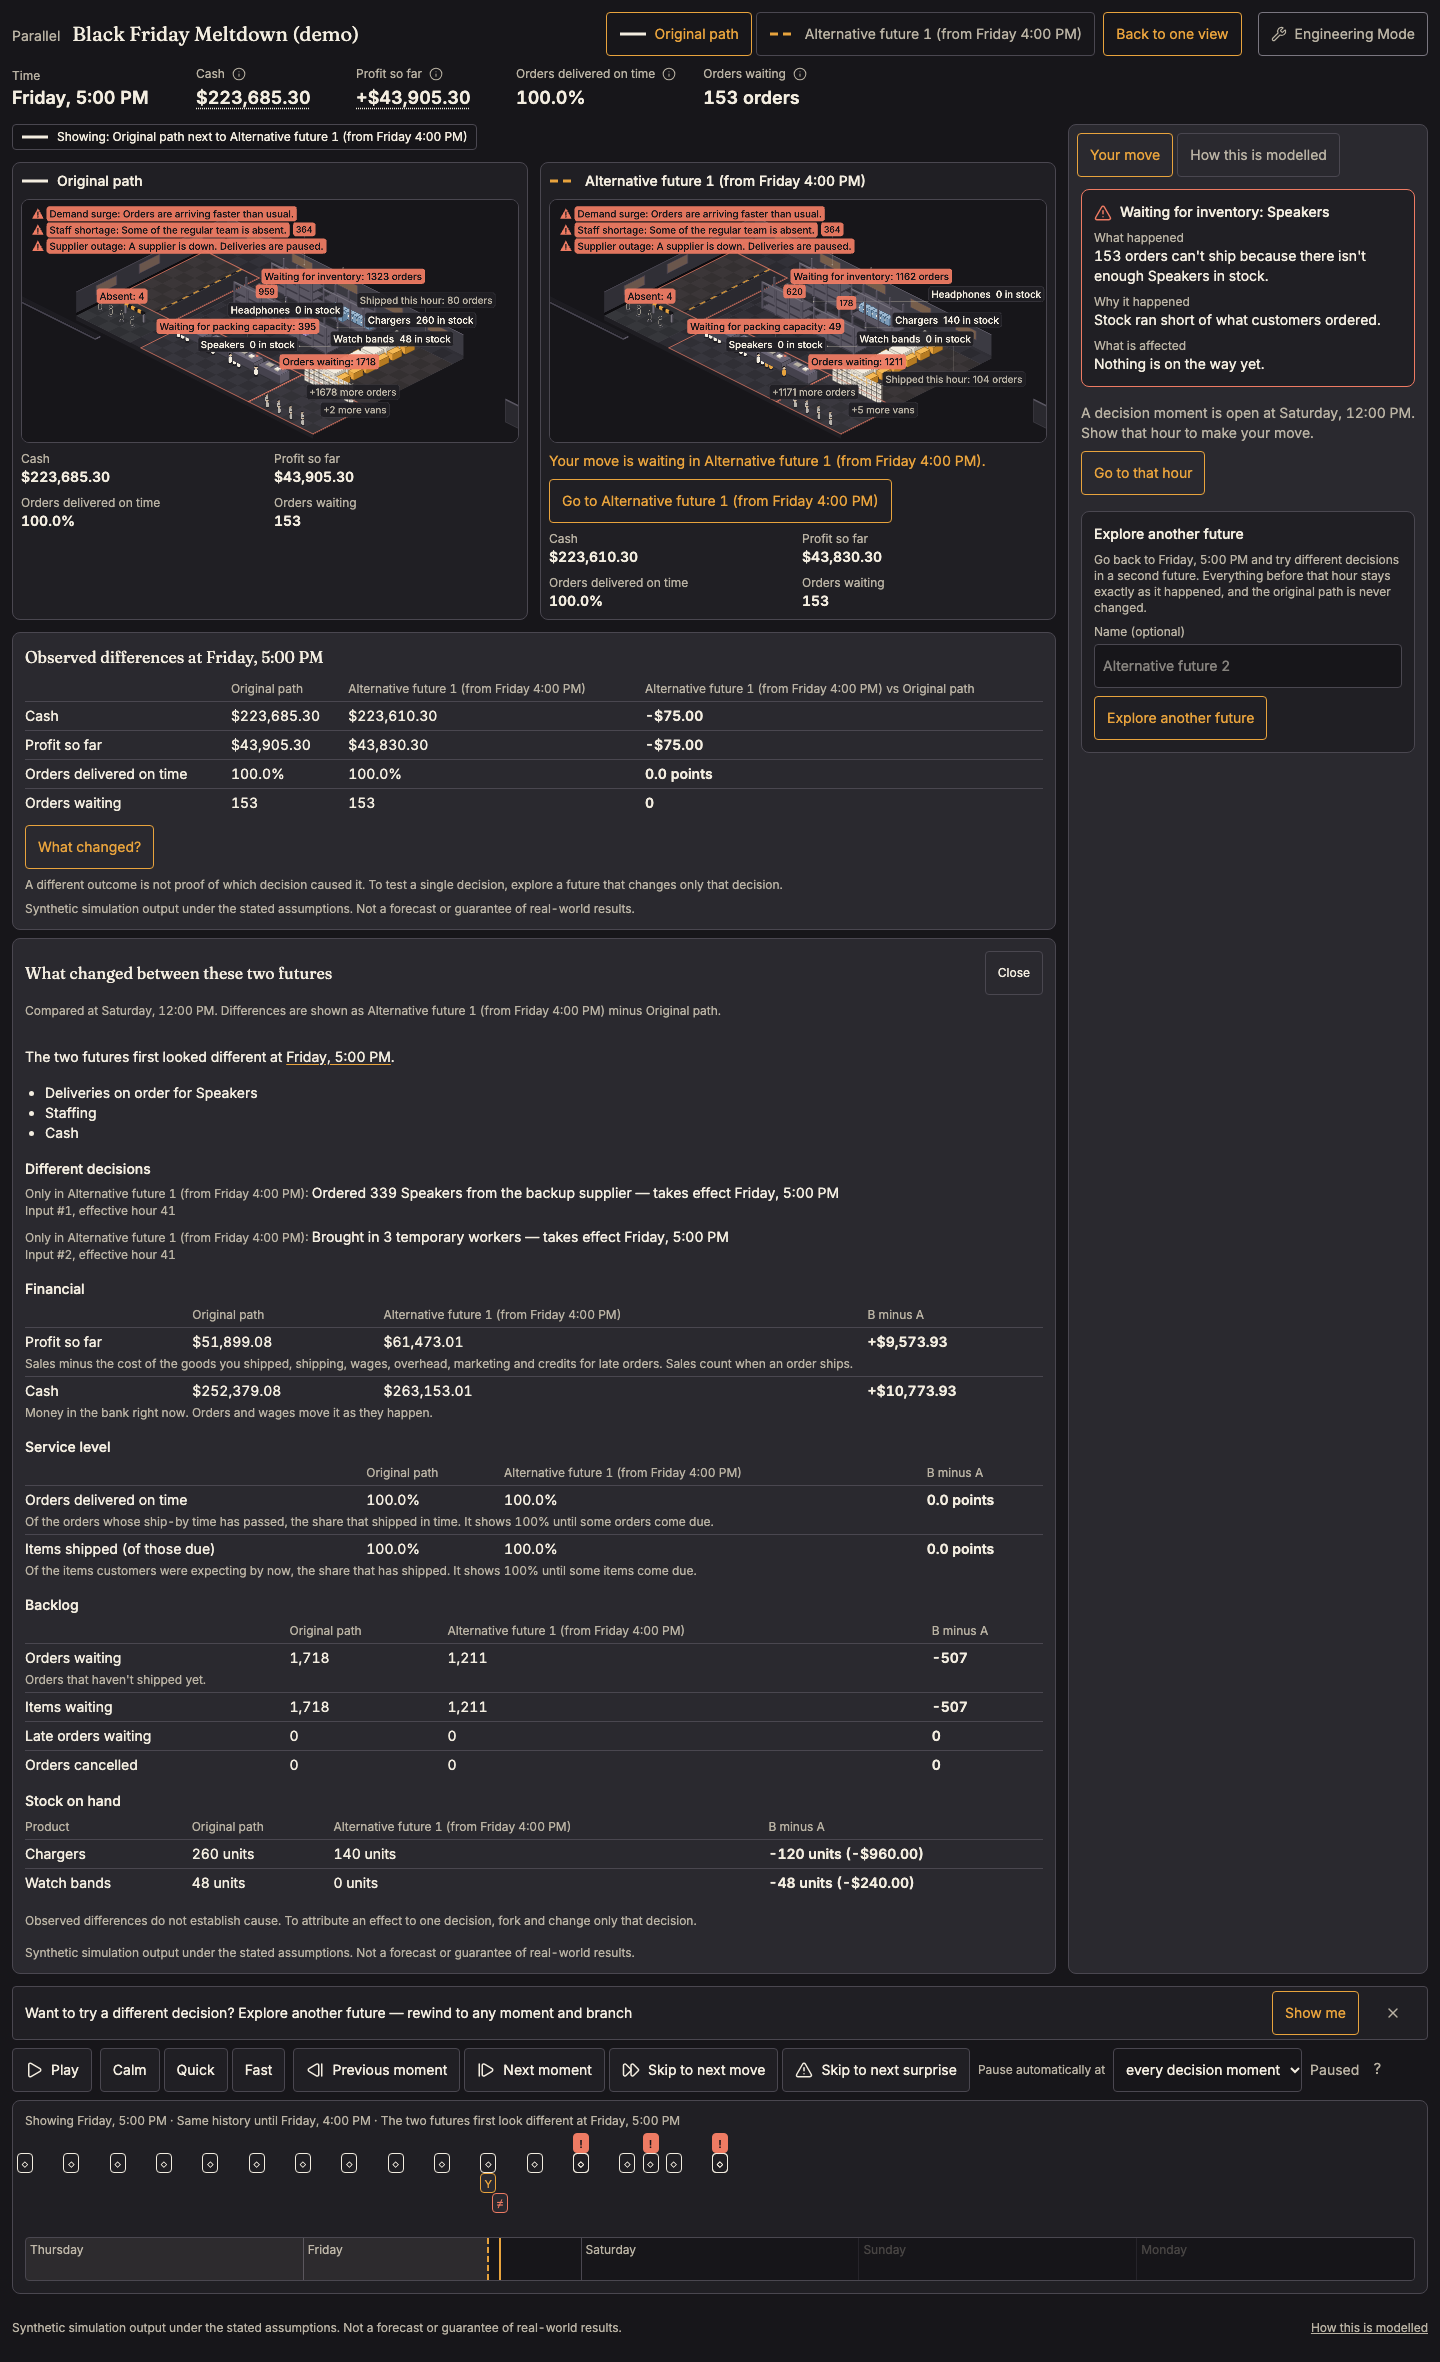 Parallel Black Friday Meltdown (demo)
Original path
Alternative future 1 (from Friday 4:00 PM)
Back to one view
Engineering Mode
Time
Friday, 5:00 PM
Cash
$223,685.30
Profit so far
+$43,905.30
Orders delivered on time
100.0%
Orders waiting
153 orders
Showing: Original path next to Alternative future 1 (from Friday 4:00 PM)
Original path
Demand surge: Orders are arriving faster than usual.
Staff shortage: Some of the regular team is absent. 364
Supplier outage: A supplier is down. Deliveries are paused.
Waiting for inventory: 1323 orders
Absent: 4
959
Shipped this hour: 80 orders
Headphones 0 in stock
Chargers 260 in stock
Waiting for packing capacity: 395
Watch bands 48 in stock
Speakers 0 in stock
Orders waiting: 1718
+1678 more orders
+2 more vans
Cash
$223,685.30
Profit so far
$43,905.30
Orders delivered on time
100.0%
Orders waiting
153
Alternative future 1 (from Friday 4:00 PM)
Demand surge: Orders are arriving faster than usual.
Staff shortage: Some of the regular team is absent. 364
Supplier outage: A supplier is down. Deliveries are paused.
Waiting for inventory: 1162 orders
Absent: 4
620
178
Headphones 0 in stock
Chargers 140 in stock
Waiting for packing capacity: 49
Watch bands 0 in stock
Speakers 0 in stock
Orders waiting: 1211
Shipped this hour: 104 orders
+1171 more orders
+5 more vans
Your move is waiting in Alternative future 1 (from Friday 4:00 PM).
Go to Alternative future 1 (from Friday 4:00 PM)
Cash
$223,610.30
Profit so far
$43,830.30
Orders delivered on time
100.0%
Orders waiting
153
Your move
How this is modelled
Waiting for inventory: Speakers
What happened
153 orders can't ship because there isn't
enough Speakers in stock.
Why it happened
Stock ran short of what customers ordered.
What is affected
Nothing is on the way yet.
A decision moment is open at Saturday, 12:00 PM.
Show that hour to make your move.
Go to that hour
Explore another future
Go back to Friday, 5:00 PM and try different decisions
in a second future. Everything before that hour stays
exactly as it happened, and the original path is never
changed.
Name (optional)
Alternative future 2
Explore another future
Observed differences at Friday, 5:00 PM
Original path Alternative future 1 (from Friday 4:00 PM) Alternative future 1 (from Friday 4:00 PM) vs Original path
Cash $223,685.30 $223,610.30 -$75.00
Profit so far $43,905.30 $43,830.30 -$75.00
Orders delivered on time 100.0% 100.0% 0.0 points
Orders waiting 153 153 0
What changed?
A different outcome is not proof of which decision caused it. To test a single decision, explore a future that changes only that decision.
Synthetic simulation output under the stated assumptions. Not a forecast or guarantee of real-world results.
What changed between these two futures
Close
Compared at Saturday, 12:00 PM. Differences are shown as Alternative future 1 (from Friday 4:00 PM) minus Original path.
The two futures first looked different at Friday, 5:00 PM.
• Deliveries on order for Speakers
• Staffing
• Cash
Different decisions
Only in Alternative future 1 (from Friday 4:00 PM): Ordered 339 Speakers from the backup supplier — takes effect Friday, 5:00 PM
Input #1, effective hour 41
Only in Alternative future 1 (from Friday 4:00 PM): Brought in 3 temporary workers — takes effect Friday, 5:00 PM
Input #2, effective hour 41
Financial
Original path Alternative future 1 (from Friday 4:00 PM) B minus A
Profit so far $51,899.08 $61,473.01 +$9,573.93
Sales minus the cost of the goods you shipped, shipping, wages, overhead, marketing and credits for late orders. Sales count when an order ships.
Cash $252,379.08 $263,153.01 +$10,773.93
Money in the bank right now. Orders and wages move it as they happen.
Service level
Original path Alternative future 1 (from Friday 4:00 PM) B minus A
Orders delivered on time 100.0% 100.0% 0.0 points
Of the orders whose ship-by time has passed, the share that shipped in time. It shows 100% until some orders come due.
Items shipped (of those due) 100.0% 100.0% 0.0 points
Of the items customers were expecting by now, the share that has shipped. It shows 100% until some items come due.
Backlog
Original path Alternative future 1 (from Friday 4:00 PM) B minus A
Orders waiting 1,718 1,211 -507
Orders that haven't shipped yet.
Items waiting 1,718 1,211 -507
Late orders waiting 0 0 0
Orders cancelled 0 0 0
Stock on hand
Product Original path Alternative future 1 (from Friday 4:00 PM) B minus A
Chargers 260 units 140 units -120 units (-$960.00)
Watch bands 48 units 0 units -48 units (-$240.00)
Observed differences do not establish cause. To attribute an effect to one decision, fork and change only that decision.
Synthetic simulation output under the stated assumptions. Not a forecast or guarantee of real-world results.
Want to try a different decision? Explore another future — rewind to any moment and branch
Show me
Play
Calm
Quick
Fast
Previous moment
Next moment
Skip to next move
Skip to next surprise
Pause automatically at
every decision moment
Paused
?
Showing Friday, 5:00 PM · Same history until Friday, 4:00 PM · The two futures first look different at Friday, 5:00 PM
! ! !
Y
≠
Thursday Friday Saturday Sunday Monday
Synthetic simulation output under the stated assumptions. Not a forecast or guarantee of real-world results.
How this is modelled